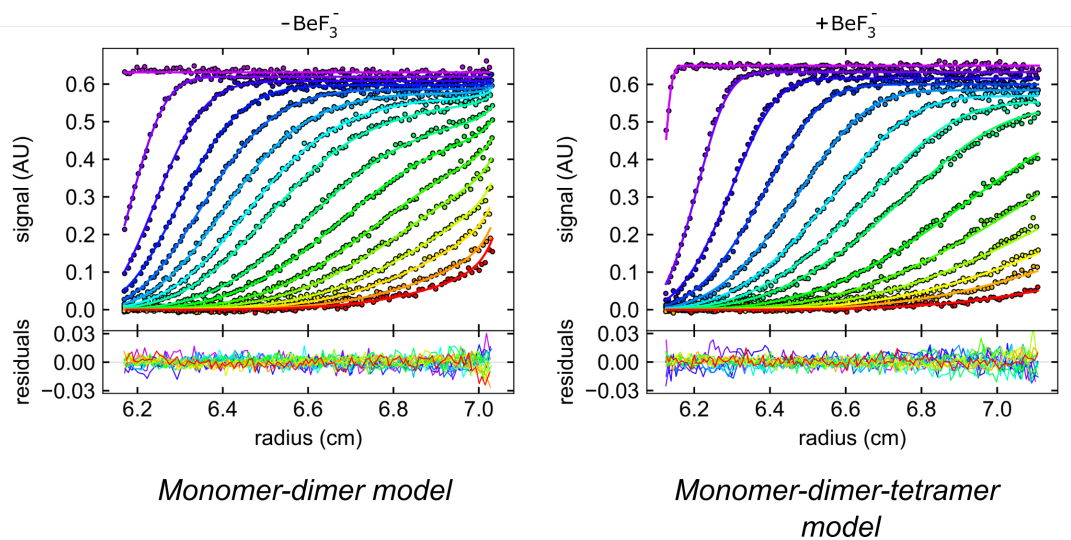 −BeF₃⁻
+BeF₃⁻
signal (AU)
0.6
0.5
0.4
0.3
0.2
0.1
0.0
signal (AU)
0.6
0.5
0.4
0.3
0.2
0.1
0.0
residuals
0.03
0.00
−0.03
residuals
0.03
0.00
−0.03
6.2 6.4 6.6 6.8 7.0
6.2 6.4 6.6 6.8 7.0
radius (cm)
radius (cm)
Monomer-dimer model
Monomer-dimer-tetramer
model